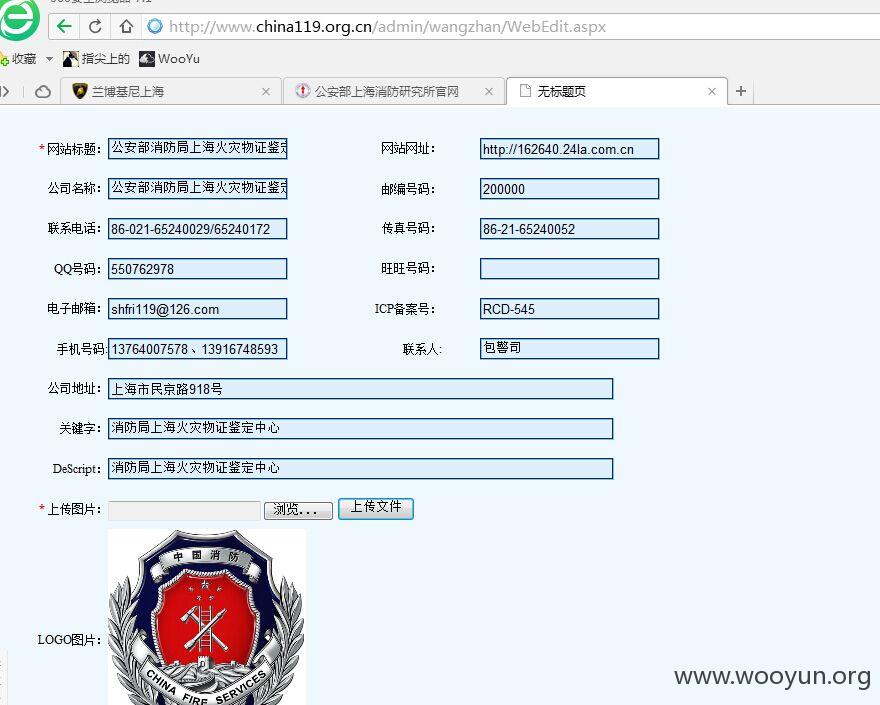 http://www.china119.org.cn/admin/wangzhan/WebEdit.aspx
收藏 指尖上的 WooYu
兰博基尼上海 × 公安部上海消防研究所官网 × 无标题页 × +
*网站标题： 公安部消防局上海火灾物证鉴定 网站网址： http://162640.24la.com.cn
公司名称： 公安部消防局上海火灾物证鉴定 邮编号码： 200000
联系电话： 86-021-65240029/65240172 传真号码： 86-21-65240052
QQ号码： 550762978 旺旺号码：
电子邮箱： shfri119@126.com ICP备案号： RCD-545
手机号码: 13764007578、13916748593 联系人: 包警司
公司地址： 上海市民京路918号
关键字： 消防局上海火灾物证鉴定中心
DeScript： 消防局上海火灾物证鉴定中心
*上传图片： 浏览... 上传文件
中国消防
LOGO图片：
CHINA FIRE SERVICES
www.wooyun.org